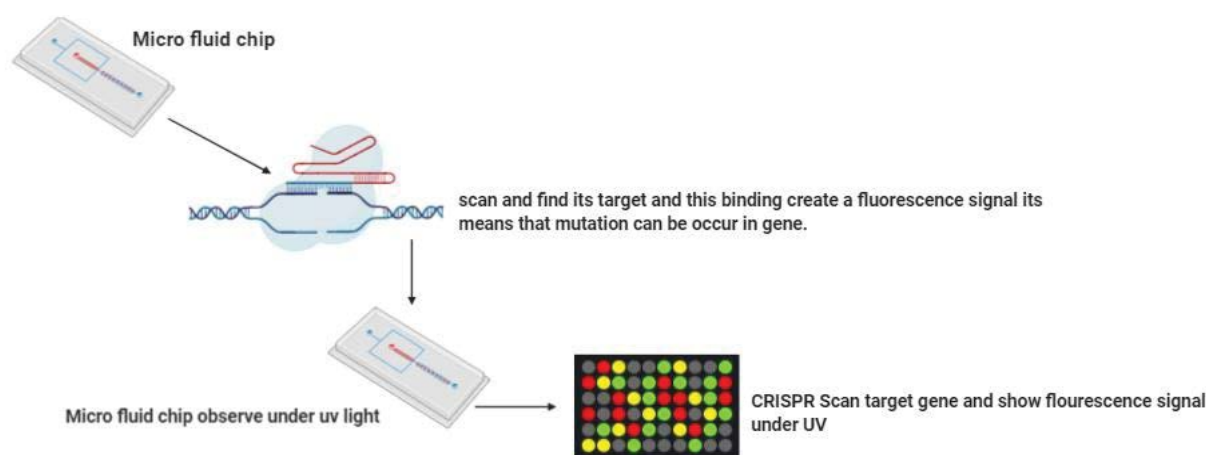 Micro fluid chip
scan and find its target and this binding create a fluorescence signal its
means that mutation can be occur in gene.
Micro fluid chip observe under uv light
CRISPR Scan target gene and show flourescence signal
under UV